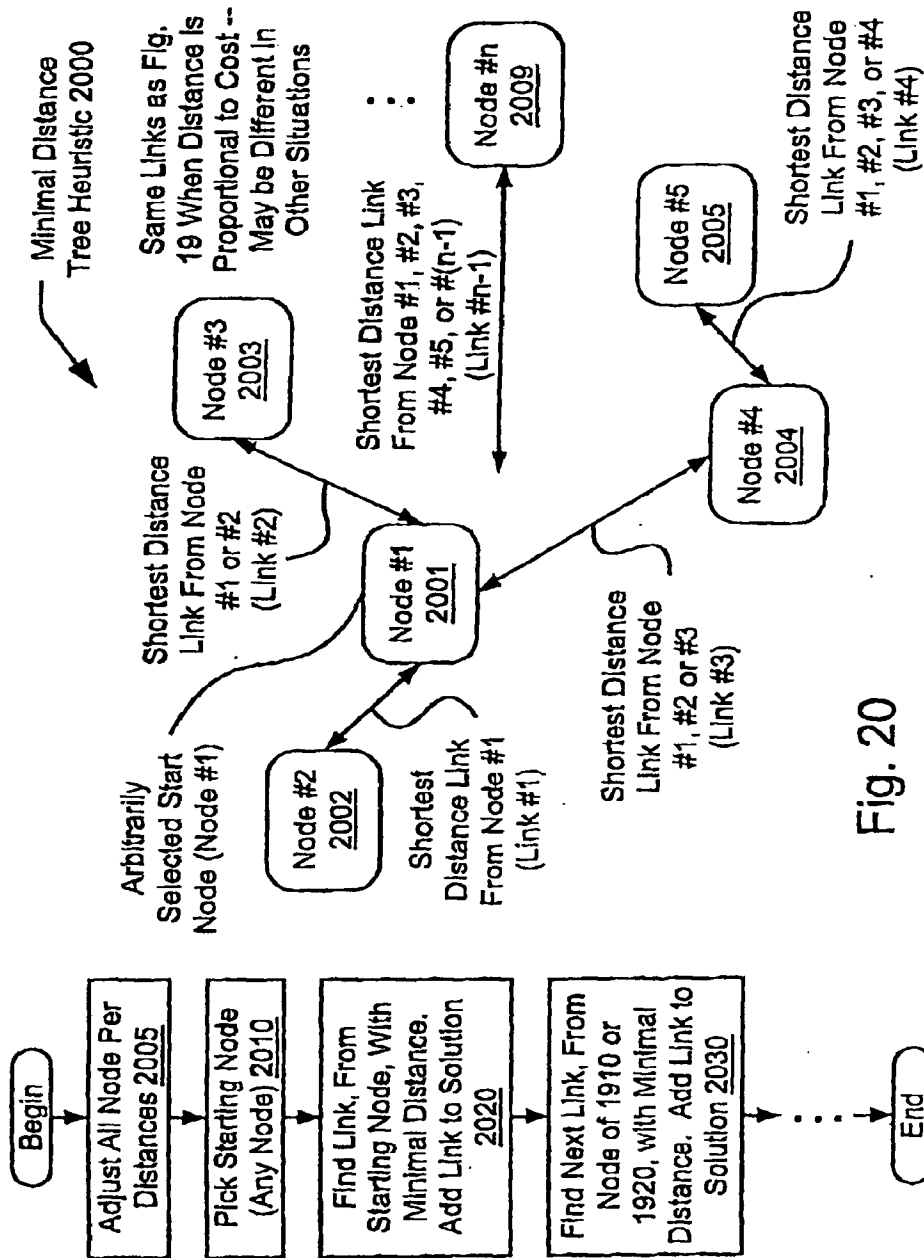 Begin
Adjust All Node Per
Distances 2005
Pick Starting Node
(Any Node) 2010
Find Link, From
Starting Node, With
Minimal Distance.
Add Link to Solution
2020
Find Next Link, From
Node of 1910 or
1920, with Minimal
Distance. Add Link to
Solution 2030
End
Minimal Distance
Tree Heuristic 2000
Same Links as Fig.
19 When Distance Is
Proportional to Cost --
May be Different In
Other Situations
Arbitrarily
Selected Start
Node (Node #1)
Shortest Distance
Link From Node
#1 or #2
(Link #2)
Node #3
2003
Node #2
2002
Node #1
2001
Shortest
Distance Link
From Node #1
(Link #1)
Shortest Distance Link
From Node #1, #2, #3,
#4, #5, or #(n-1)
(Link #n-1)
Node #n
2009
Shortest Distance
Link From Node
#1, #2 or #3
(Link #3)
Node #4
2004
Node #5
2005
Shortest Distance
Link From Node
#1, #2, #3, or #4
(Link #4)
Fig. 20